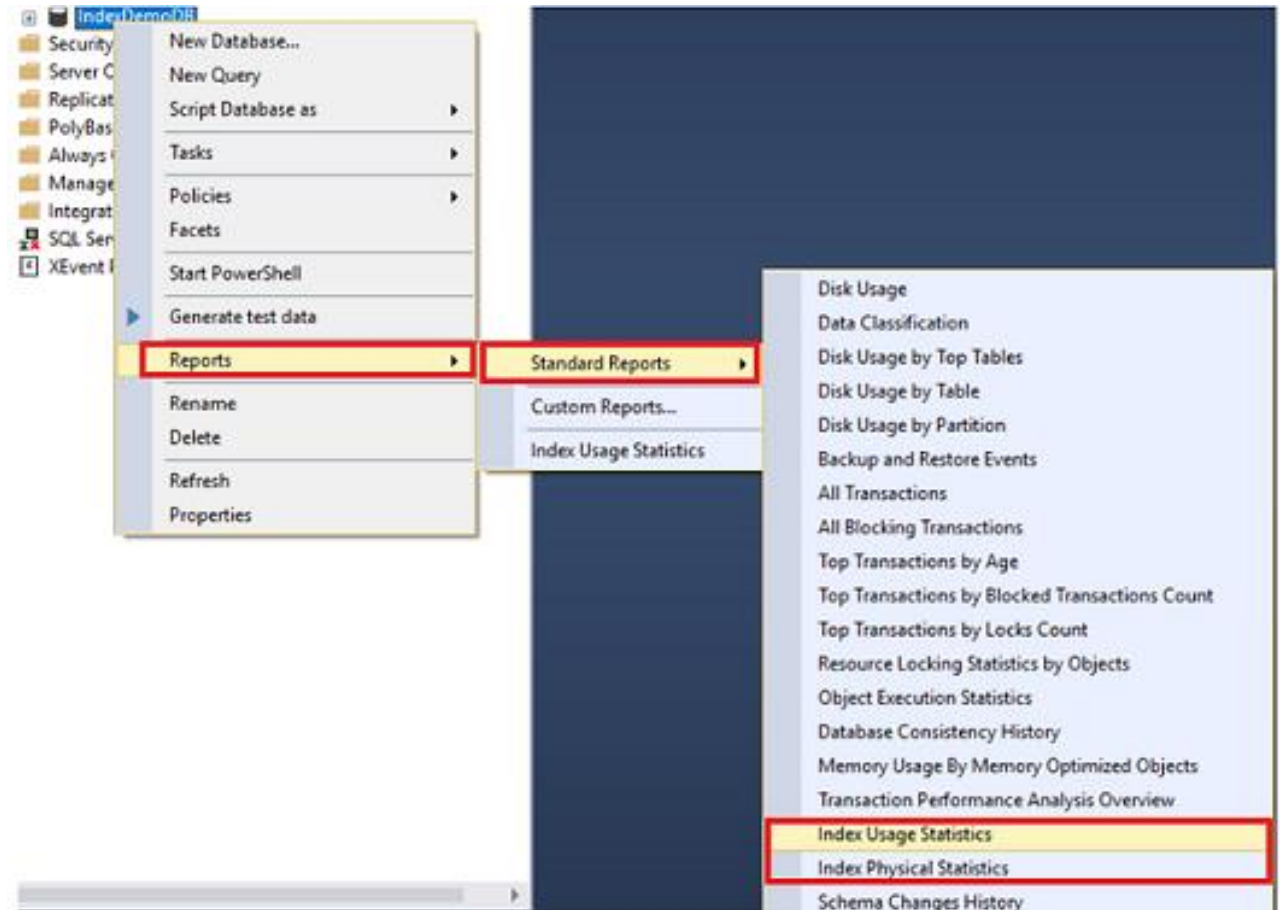 IndexDemoDB
Security
Server O
Replicat
PolyBas
Always
Manage
Integrat
SQL Ser
XEvent
New Database...
New Query
Script Database as
Tasks
Policies
Facets
Start PowerShell
Generate test data
Reports
Rename
Delete
Refresh
Properties
Standard Reports
Custom Reports...
Index Usage Statistics
Disk Usage
Data Classification
Disk Usage by Top Tables
Disk Usage by Table
Disk Usage by Partition
Backup and Restore Events
All Transactions
All Blocking Transactions
Top Transactions by Age
Top Transactions by Blocked Transactions Count
Top Transactions by Locks Count
Resource Locking Statistics by Objects
Object Execution Statistics
Database Consistency History
Memory Usage By Memory Optimized Objects
Transaction Performance Analysis Overview
Index Usage Statistics
Index Physical Statistics
Schema Changes History